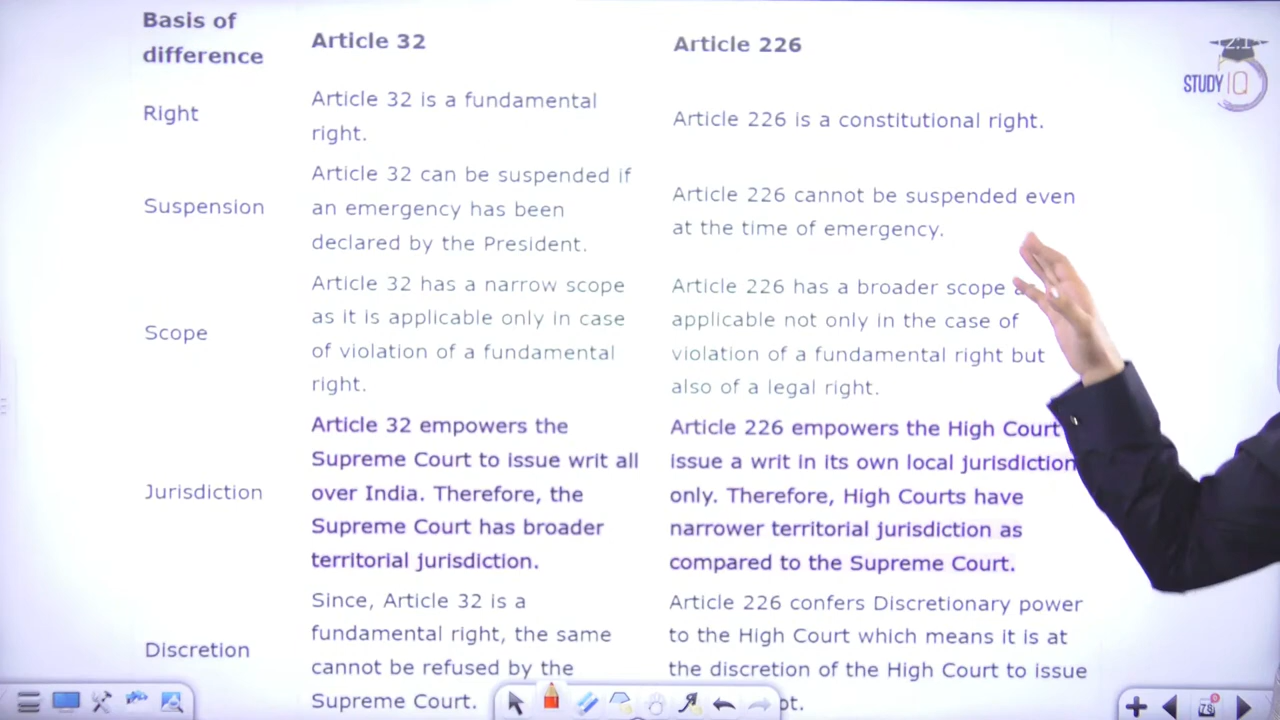 Basis of
difference
Article 32
Article 226
Right
Article 32 is a fundamental
right.
Article 226 is a constitutional right.
Suspension
Article 32 can be suspended if
an emergency has been
declared by the President.
Article 226 cannot be suspended even
at the time of emergency.
Scope
Article 32 has a narrow scope
as it is applicable only in case
of violation of a fundamental
right.
Article 226 has a broader scope
applicable not only in the case of
violation of a fundamental right but
also of a legal right.
Jurisdiction
Article 32 empowers the
Supreme Court to issue writ all
over India. Therefore, the
Supreme Court has broader
territorial jurisdiction.
Article 226 empowers the High Court
issue a writ in its own local jurisdiction
only. Therefore, High Courts have
narrower territorial jurisdiction as
compared to the Supreme Court.
Discretion
Since, Article 32 is a
fundamental right, the same
cannot be refused by the
Supreme Court.
Article 226 confers Discretionary power
to the High Court which means it is at
the discretion of the High Court to issue
STUDY IQ
78